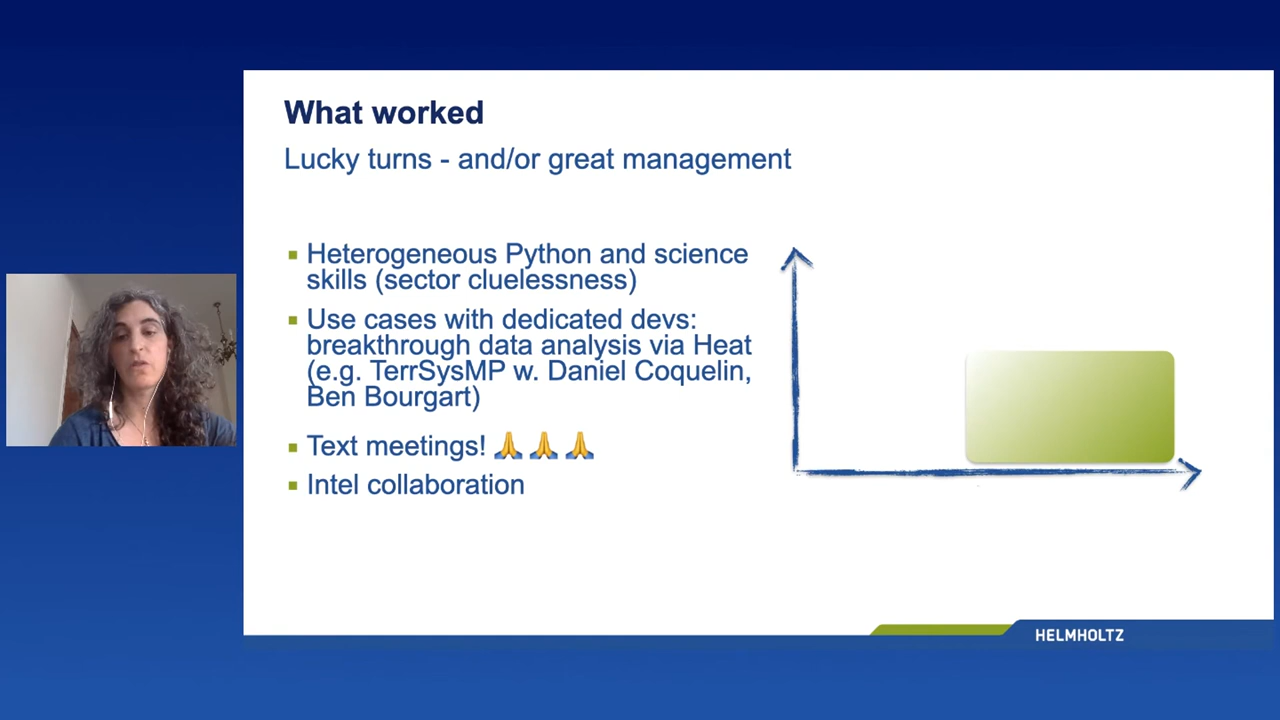 What worked
Lucky turns - and/or great management
Heterogeneous Python and science
skills (sector cluelessness)
Use cases with dedicated devs:
breakthrough data analysis via Heat
(e.g. TerrSysMP w. Daniel Coquelin,
Ben Bourgart)
Text meetings! 🙏 🙏 🙏
Intel collaboration
HELMHOLTZ